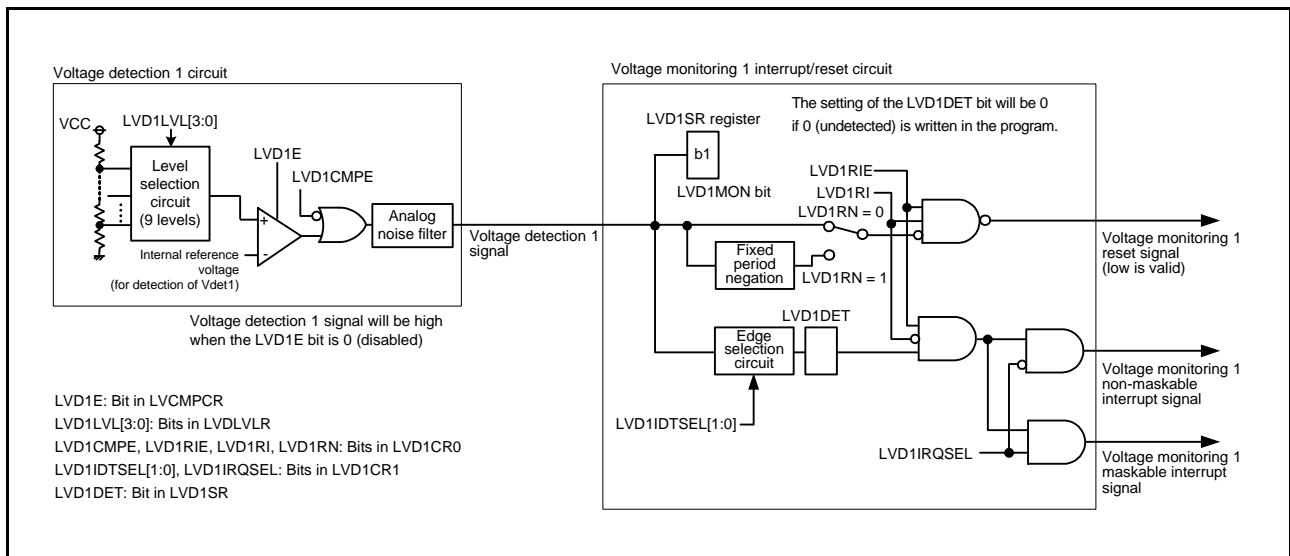 Voltage detection 1 circuit
VCC
LVD1LVL[3:0]
Level
selection
circuit
(9 levels)
Internal reference
voltage
(for detection of Vdet1)
LVD1E
LVD1CMPE
+
-
Analog
noise filter
Voltage detection 1
signal
Voltage detection 1 signal will be high
when the LVD1E bit is 0 (disabled)
Voltage monitoring 1 interrupt/reset circuit
The setting of the LVD1DET bit will be 0
if 0 (undetected) is written in the program.
LVD1SR register
b1
LVD1MON bit
LVD1RIE
LVD1RI
LVD1RN = 0
Fixed
period
negation
LVD1RN = 1
Voltage monitoring 1
reset signal
(low is valid)
LVD1DET
Edge
selection
circuit
LVD1IDTSEL[1:0]
LVD1IRQSEL
Voltage monitoring 1
non-maskable
interrupt signal
Voltage monitoring 1
maskable interrupt
signal
LVD1E: Bit in LVCMPCR
LVD1LVL[3:0]: Bits in LVDLVLR
LVD1CMPE, LVD1RIE, LVD1RI, LVD1RN: Bits in LVD1CR0
LVD1IDTSEL[1:0], LVD1IRQSEL: Bits in LVD1CR1
LVD1DET: Bit in LVD1SR